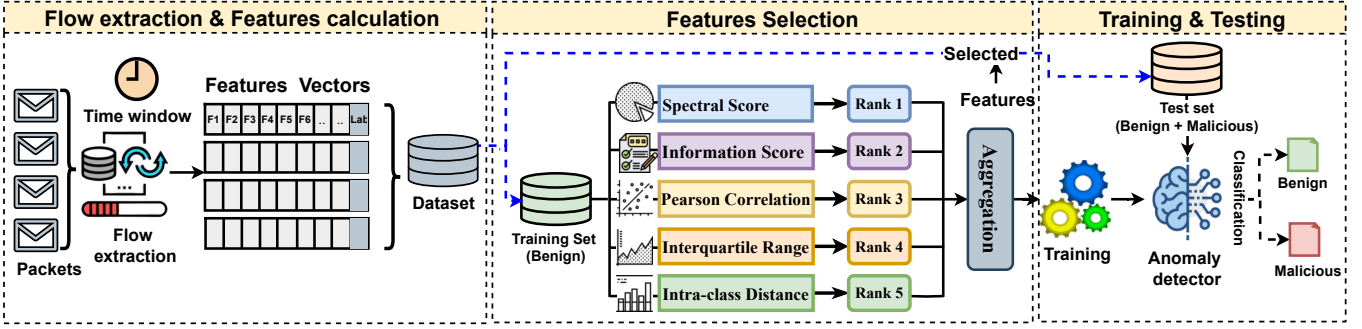 Flow extraction & Features calculation
Time window
Features Vectors
F1 F2 F3 F4 F5 F6 .. .. Lab
...
Flow
extraction
Packets
Dataset
Features Selection
Training Set
(Benign)
Spectral Score
Rank 1
Information Score
Rank 2
Pearson Correlation
Rank 3
Interquartile Range
Rank 4
Intra-class Distance
Rank 5
Aggregation
Selected
Features
Training & Testing
Test set
(Benign + Malicious)
Training
Anomaly
detector
Classification
Benign
Malicious